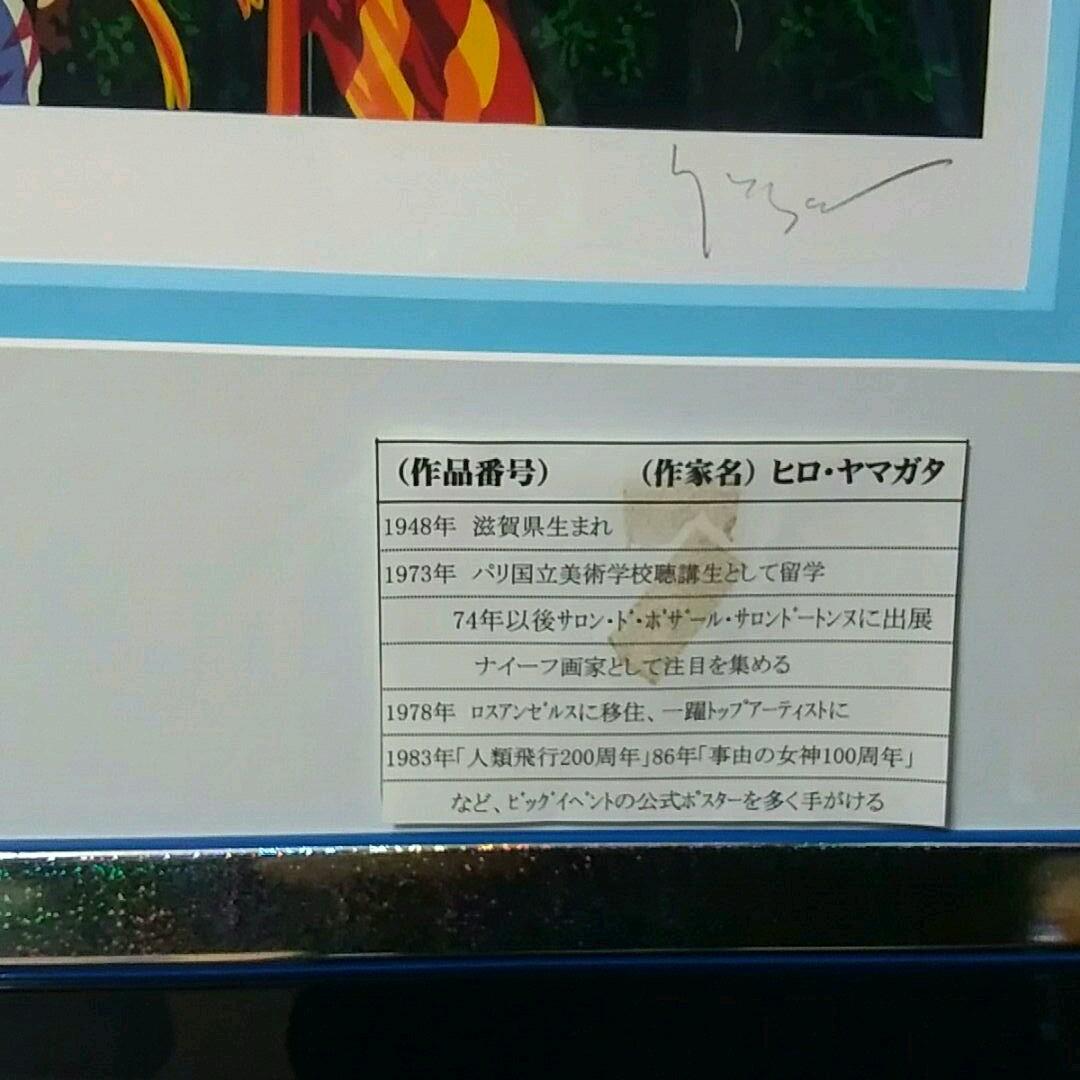 （作品番号） （作家名） ヒロ・ヤマガタ
1948年 滋賀県生まれ
1973年 パリ国立美術学校聴講生として留学
74年以後ｻﾛﾝ･ﾄﾞ･ﾎﾞｻﾞｰﾙ･ｻﾛﾝﾄﾞｰﾄﾝﾇに出展
ナイーフ画家として注目を集める
1978年 ﾛｽｱﾝｾﾞﾙｽに移住、一躍ﾄｯﾌﾟｱｰﾃｨｽﾄに
1983年「人類飛行200周年」86年「事由の女神100周年」
など、ﾋﾞｯｸﾞｲﾍﾞﾝﾄの公式ﾎﾟｽﾀｰを多く手がける